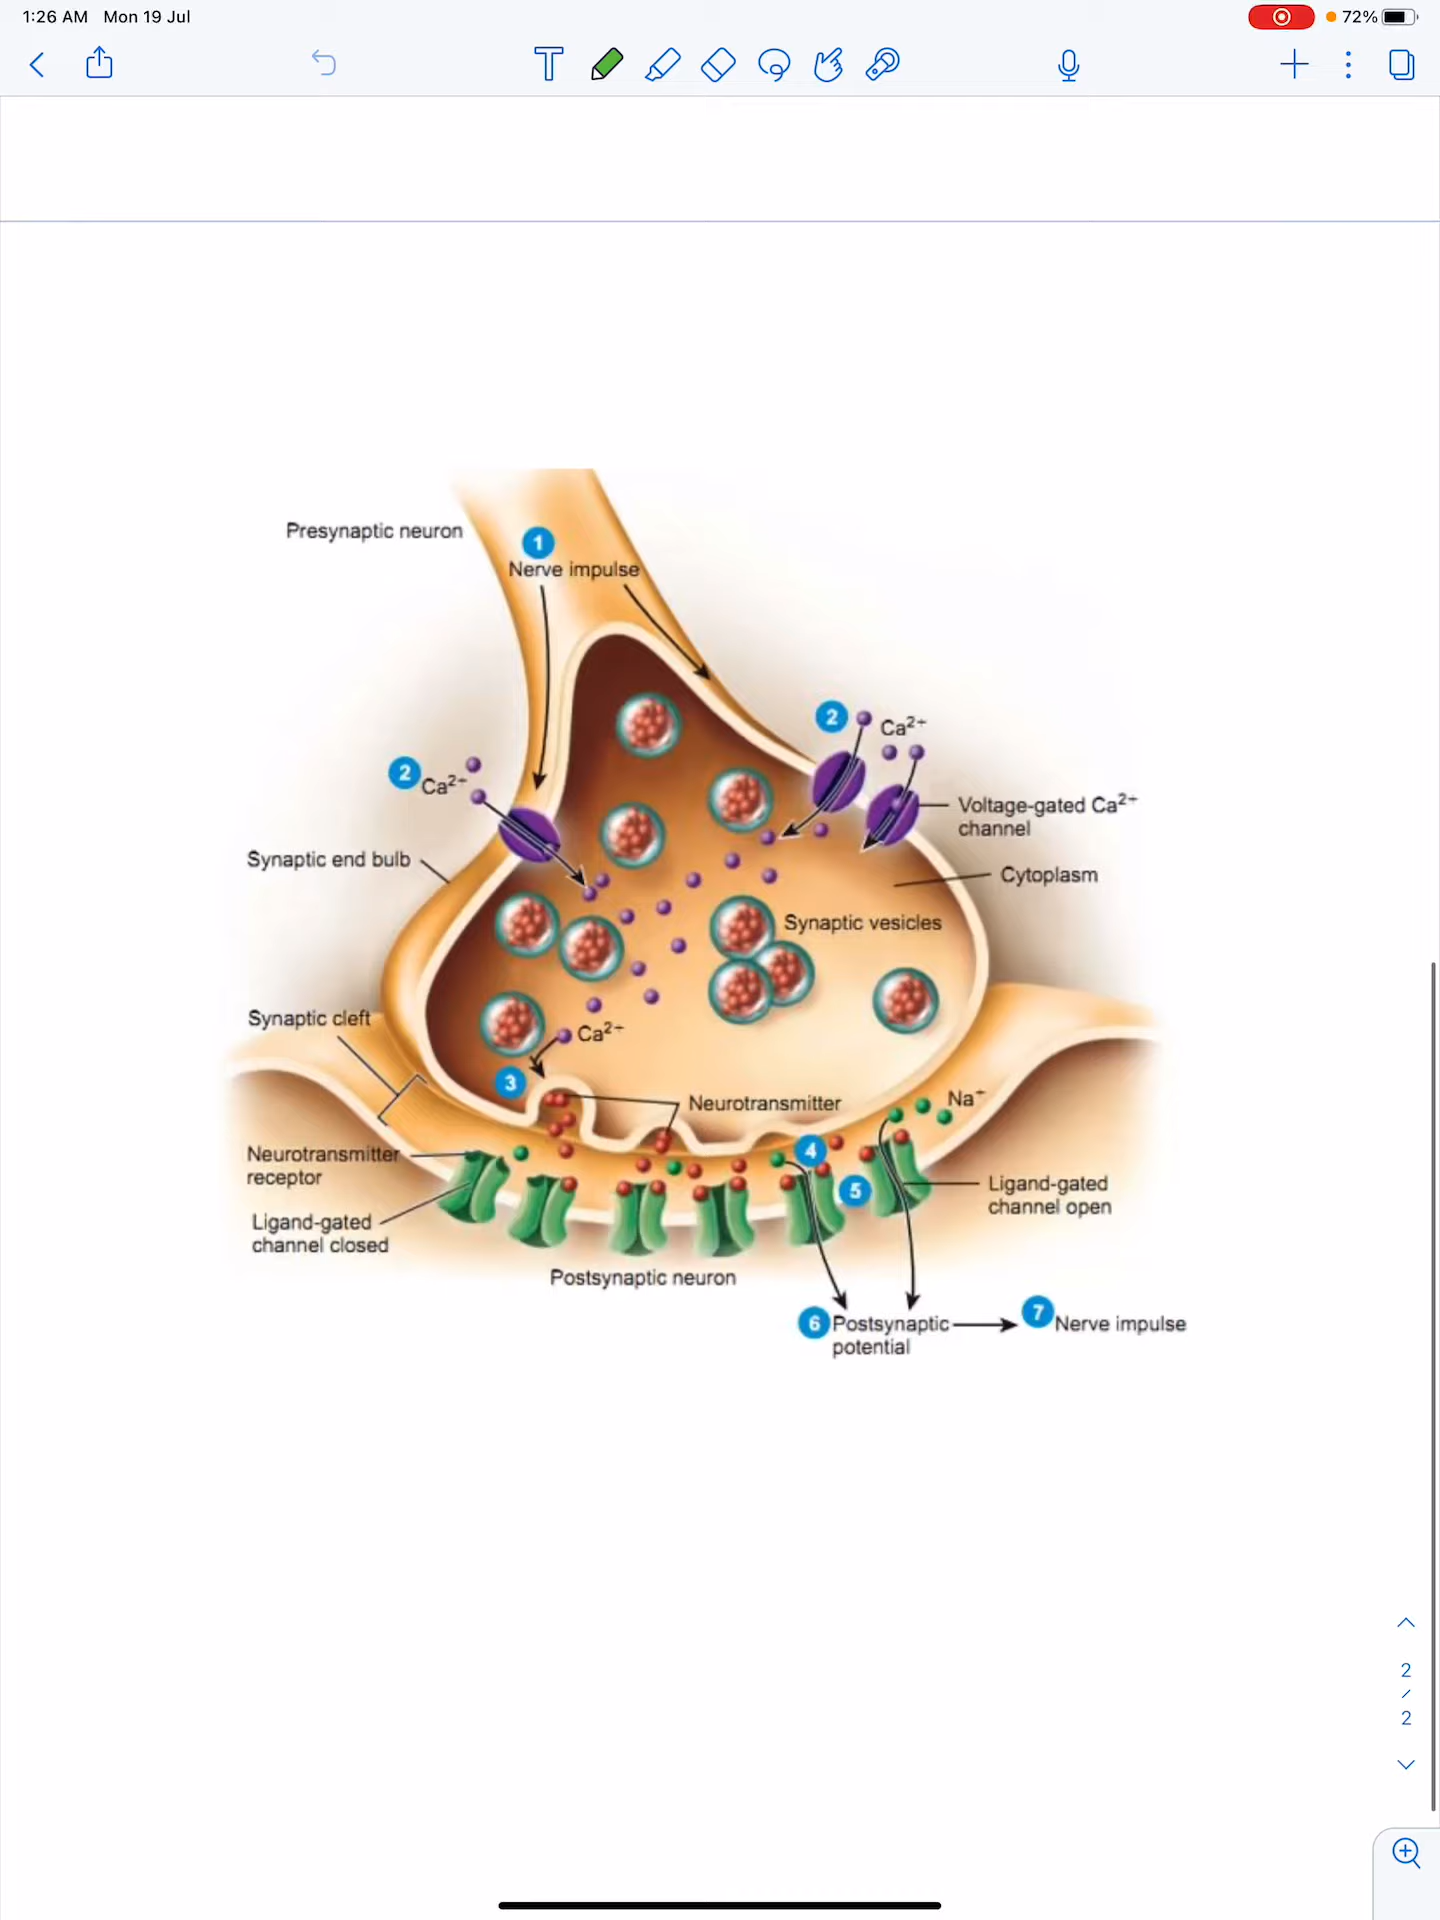 1:26 AM Mon 19 Jul
72%
T
Presynaptic neuron
1
Nerve impulse
2
Ca²⁺
2
Ca²⁺
Voltage-gated Ca²⁺
channel
Synaptic end bulb
Cytoplasm
Synaptic vesicles
Synaptic cleft
Ca²⁺
3
Neurotransmitter
Na⁺
Neurotransmitter
receptor
4
5
Ligand-gated
channel open
Ligand-gated
channel closed
Postsynaptic neuron
6 Postsynaptic
potential
7 Nerve impulse
2
/
2